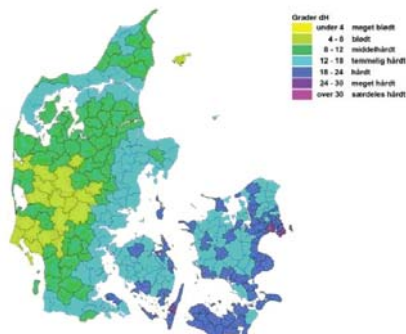 Grader dH
under 4 meget blødt
4 - 8 blødt
8 - 12 middelhårdt
12 - 18 temmelig hårdt
18 - 24 hårdt
24 - 30 meget hårdt
over 30 særdeles hårdt